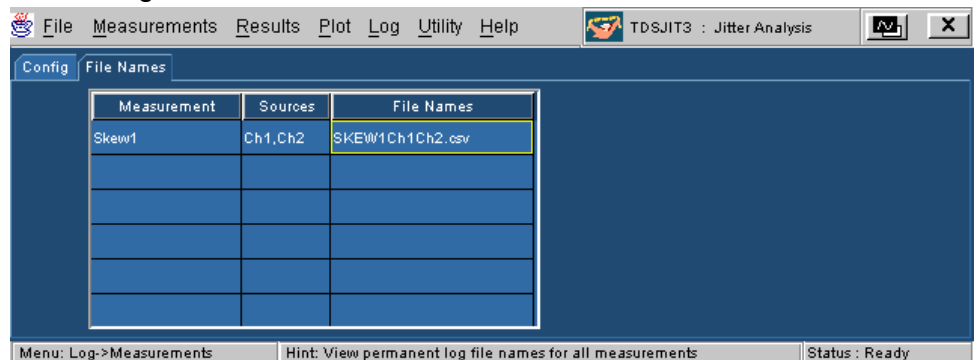 File Measurements Results Plot Log Utility Help TDSJIT3 : Jitter Analysis X
Config File Names
Measurement Sources File Names
Skew1 Ch1,Ch2 SKEW1Ch1Ch2.csv
Menu: Log->Measurements Hint: View permanent log file names for all measurements Status : Ready